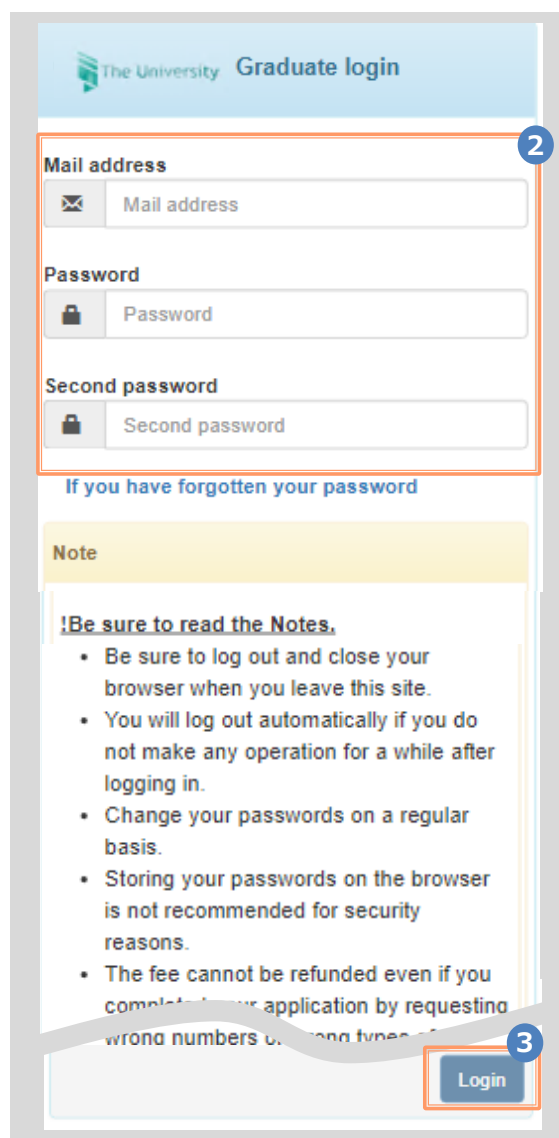 The University Graduate login
2
Mail address
Mail address
Password
Password
Second password
Second password
If you have forgotten your password
Note
!Be sure to read the Notes.
• Be sure to log out and close your
browser when you leave this site.
• You will log out automatically if you do
not make any operation for a while after
logging in.
• Change your passwords on a regular
basis.
• Storing your passwords on the browser
is not recommended for security
reasons.
• The fee cannot be refunded even if you
application by requesting
wrong numbers
3
Login